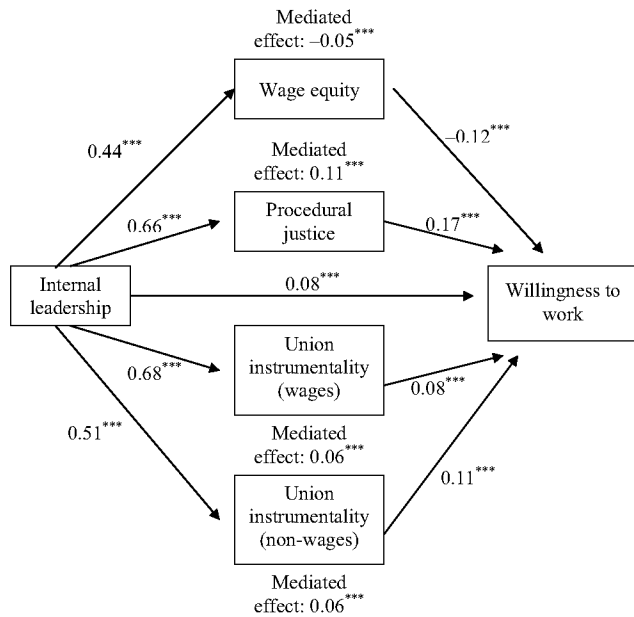 Mediated
effect: –0.05***
Wage equity
0.44***
–0.12***
Mediated
effect: 0.11***
Procedural
justice
0.66***
0.17***
Internal
leadership
0.08***
Willingness to
work
Union
instrumentality
(wages)
0.68***
0.08***
Mediated
effect: 0.06***
0.51***
Union
instrumentality
(non-wages)
0.11***
Mediated
effect: 0.06***